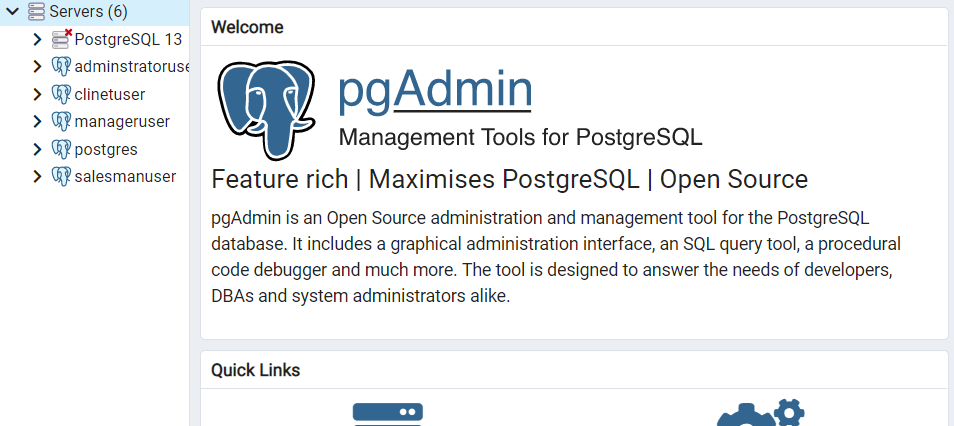 Servers (6)
PostgreSQL 13
adminstratoruse
clinetuser
manageruser
postgres
salesmanuser
Welcome
pgAdmin
Management Tools for PostgreSQL
Feature rich | Maximises PostgreSQL | Open Source
pgAdmin is an Open Source administration and management tool for the PostgreSQL
database. It includes a graphical administration interface, an SQL query tool, a procedural
code debugger and much more. The tool is designed to answer the needs of developers,
DBAs and system administrators alike.
Quick Links